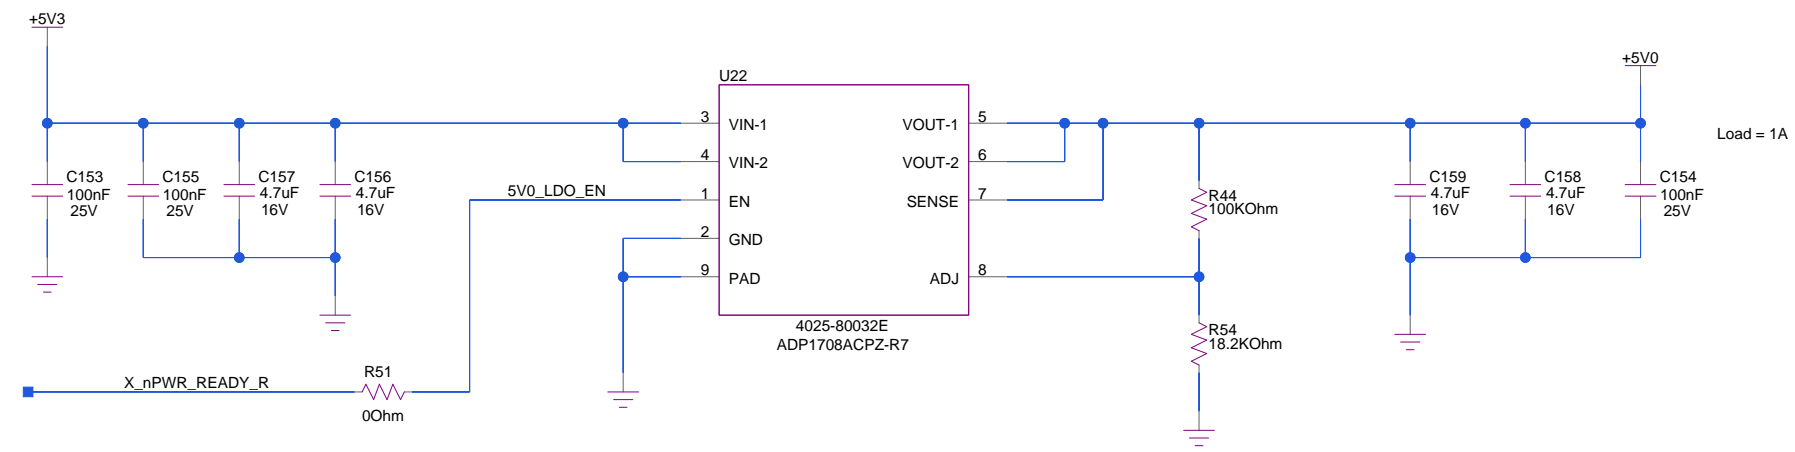 +5V3
+5V0
U22
3
VIN-1
VOUT-1
5
4
VIN-2
VOUT-2
6
5V0_LDO_EN
1
EN
SENSE
7
2
GND
9
PAD
ADJ
8
4025-80032E
ADP1708ACPZ-R7
C153
100nF
25V
C155
100nF
25V
C157
4.7uF
16V
C156
4.7uF
16V
R44
100KOhm
R54
18.2KOhm
C159
4.7uF
16V
C158
4.7uF
16V
C154
100nF
25V
Load = 1A
X_nPWR_READY_R
R51
0Ohm